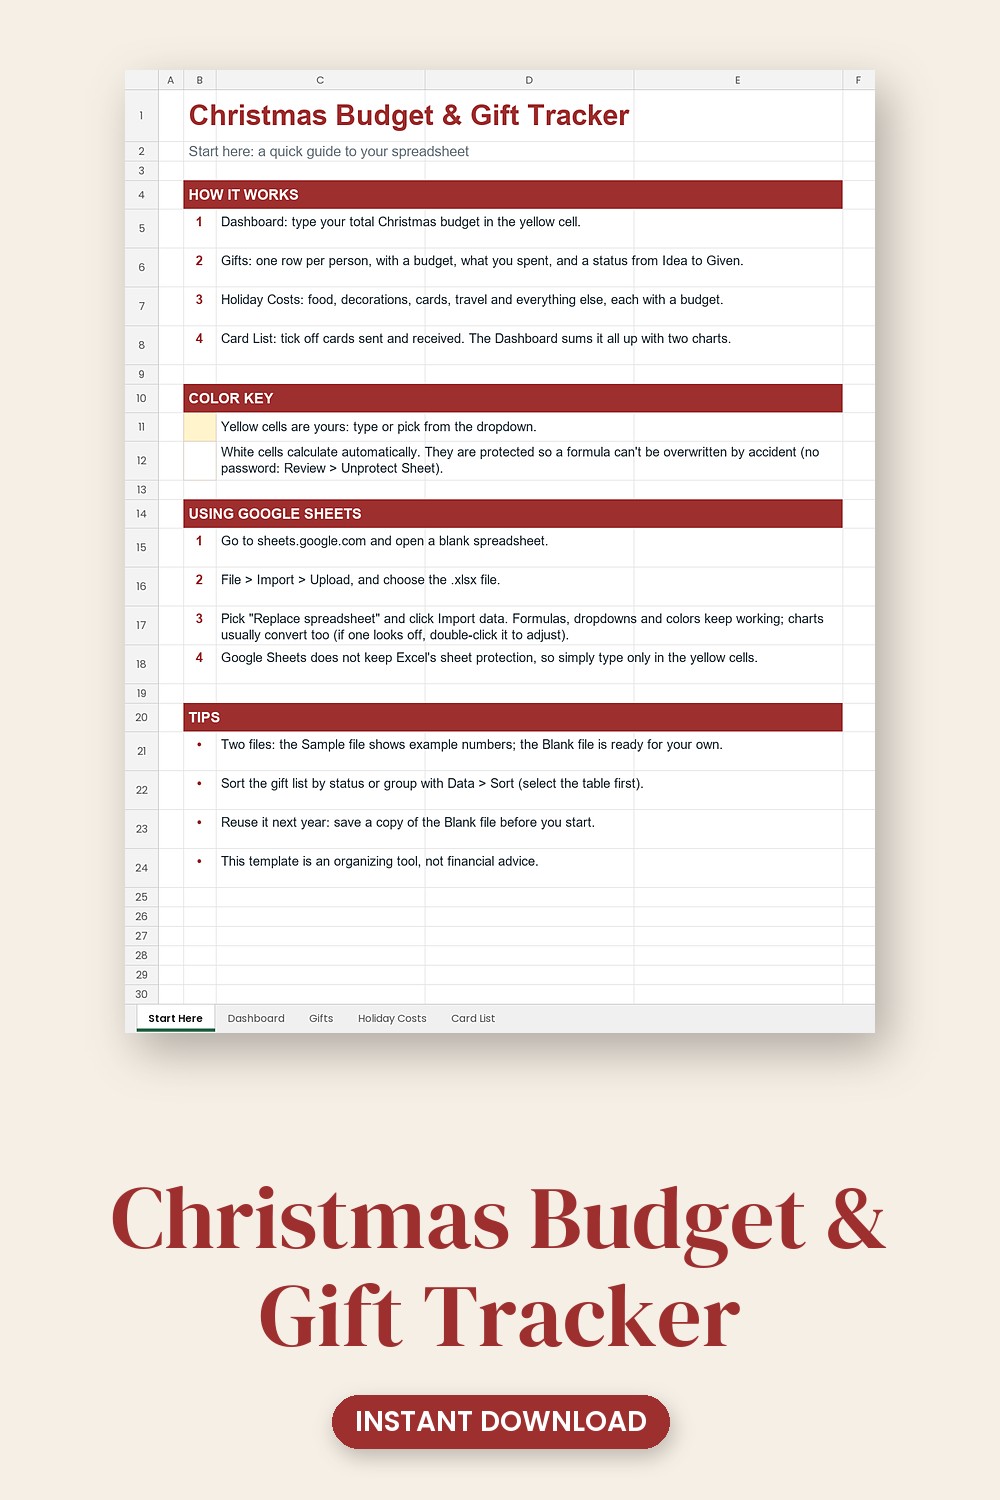 A B C D E F
1 Christmas Budget & Gift Tracker
2 Start here: a quick guide to your spreadsheet
3
4 HOW IT WORKS
5 1 Dashboard: type your total Christmas budget in the yellow cell.
6 2 Gifts: one row per person, with a budget, what you spent, and a status from Idea to Given.
7 3 Holiday Costs: food, decorations, cards, travel and everything else, each with a budget.
8 4 Card List: tick off cards sent and received. The Dashboard sums it all up with two charts.
9
10 COLOR KEY
11 Yellow cells are yours: type or pick from the dropdown.
12 White cells calculate automatically. They are protected so a formula can't be overwritten by accident (no
password: Review > Unprotect Sheet).
13
14 USING GOOGLE SHEETS
15 1 Go to sheets.google.com and open a blank spreadsheet.
16 2 File > Import > Upload, and choose the .xlsx file.
17 3 Pick "Replace spreadsheet" and click Import data. Formulas, dropdowns and colors keep working; charts
usually convert too (if one looks off, double-click it to adjust).
18 4 Google Sheets does not keep Excel's sheet protection, so simply type only in the yellow cells.
19
20 TIPS
21 • Two files: the Sample file shows example numbers; the Blank file is ready for your own.
22 • Sort the gift list by status or group with Data > Sort (select the table first).
23 • Reuse it next year: save a copy of the Blank file before you start.
24 • This template is an organizing tool, not financial advice.
25
26
27
28
29
30
Start Here Dashboard Gifts Holiday Costs Card List
Christmas Budget &
Gift Tracker
INSTANT DOWNLOAD